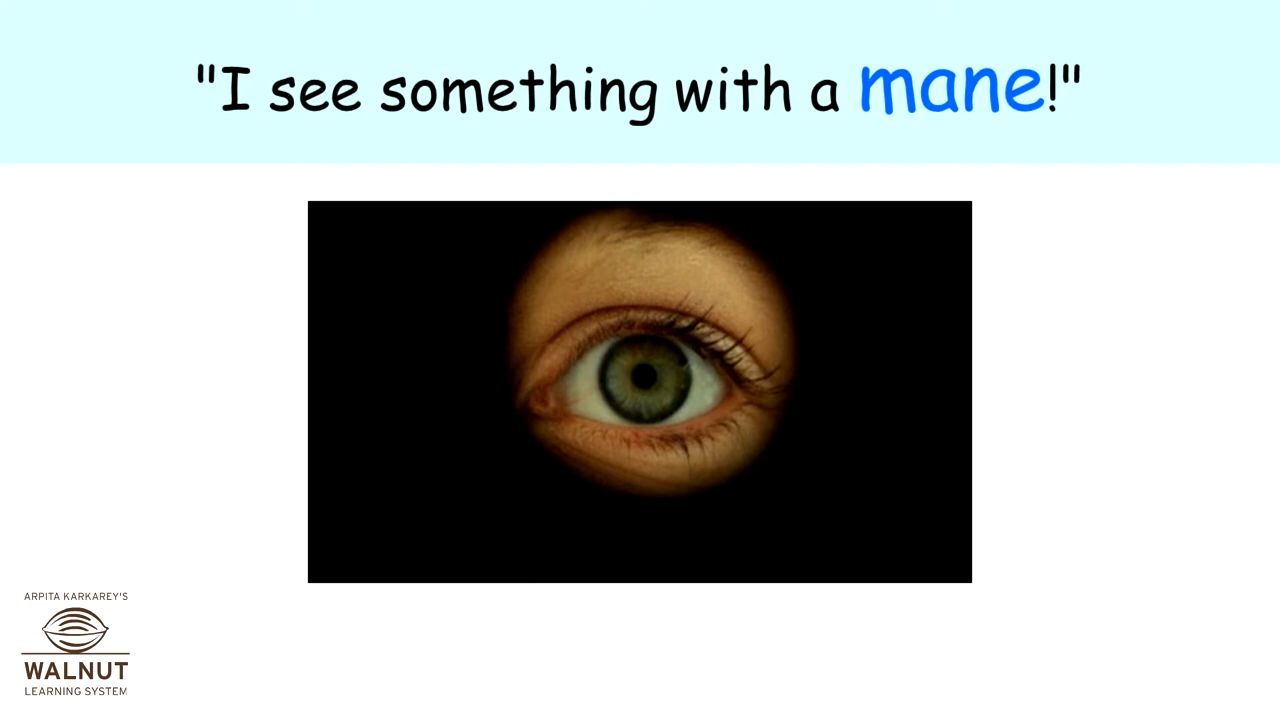 "I see something with a mane!"
ARPITA KARKAREY'S
WALNUT
LEARNING SYSTEM